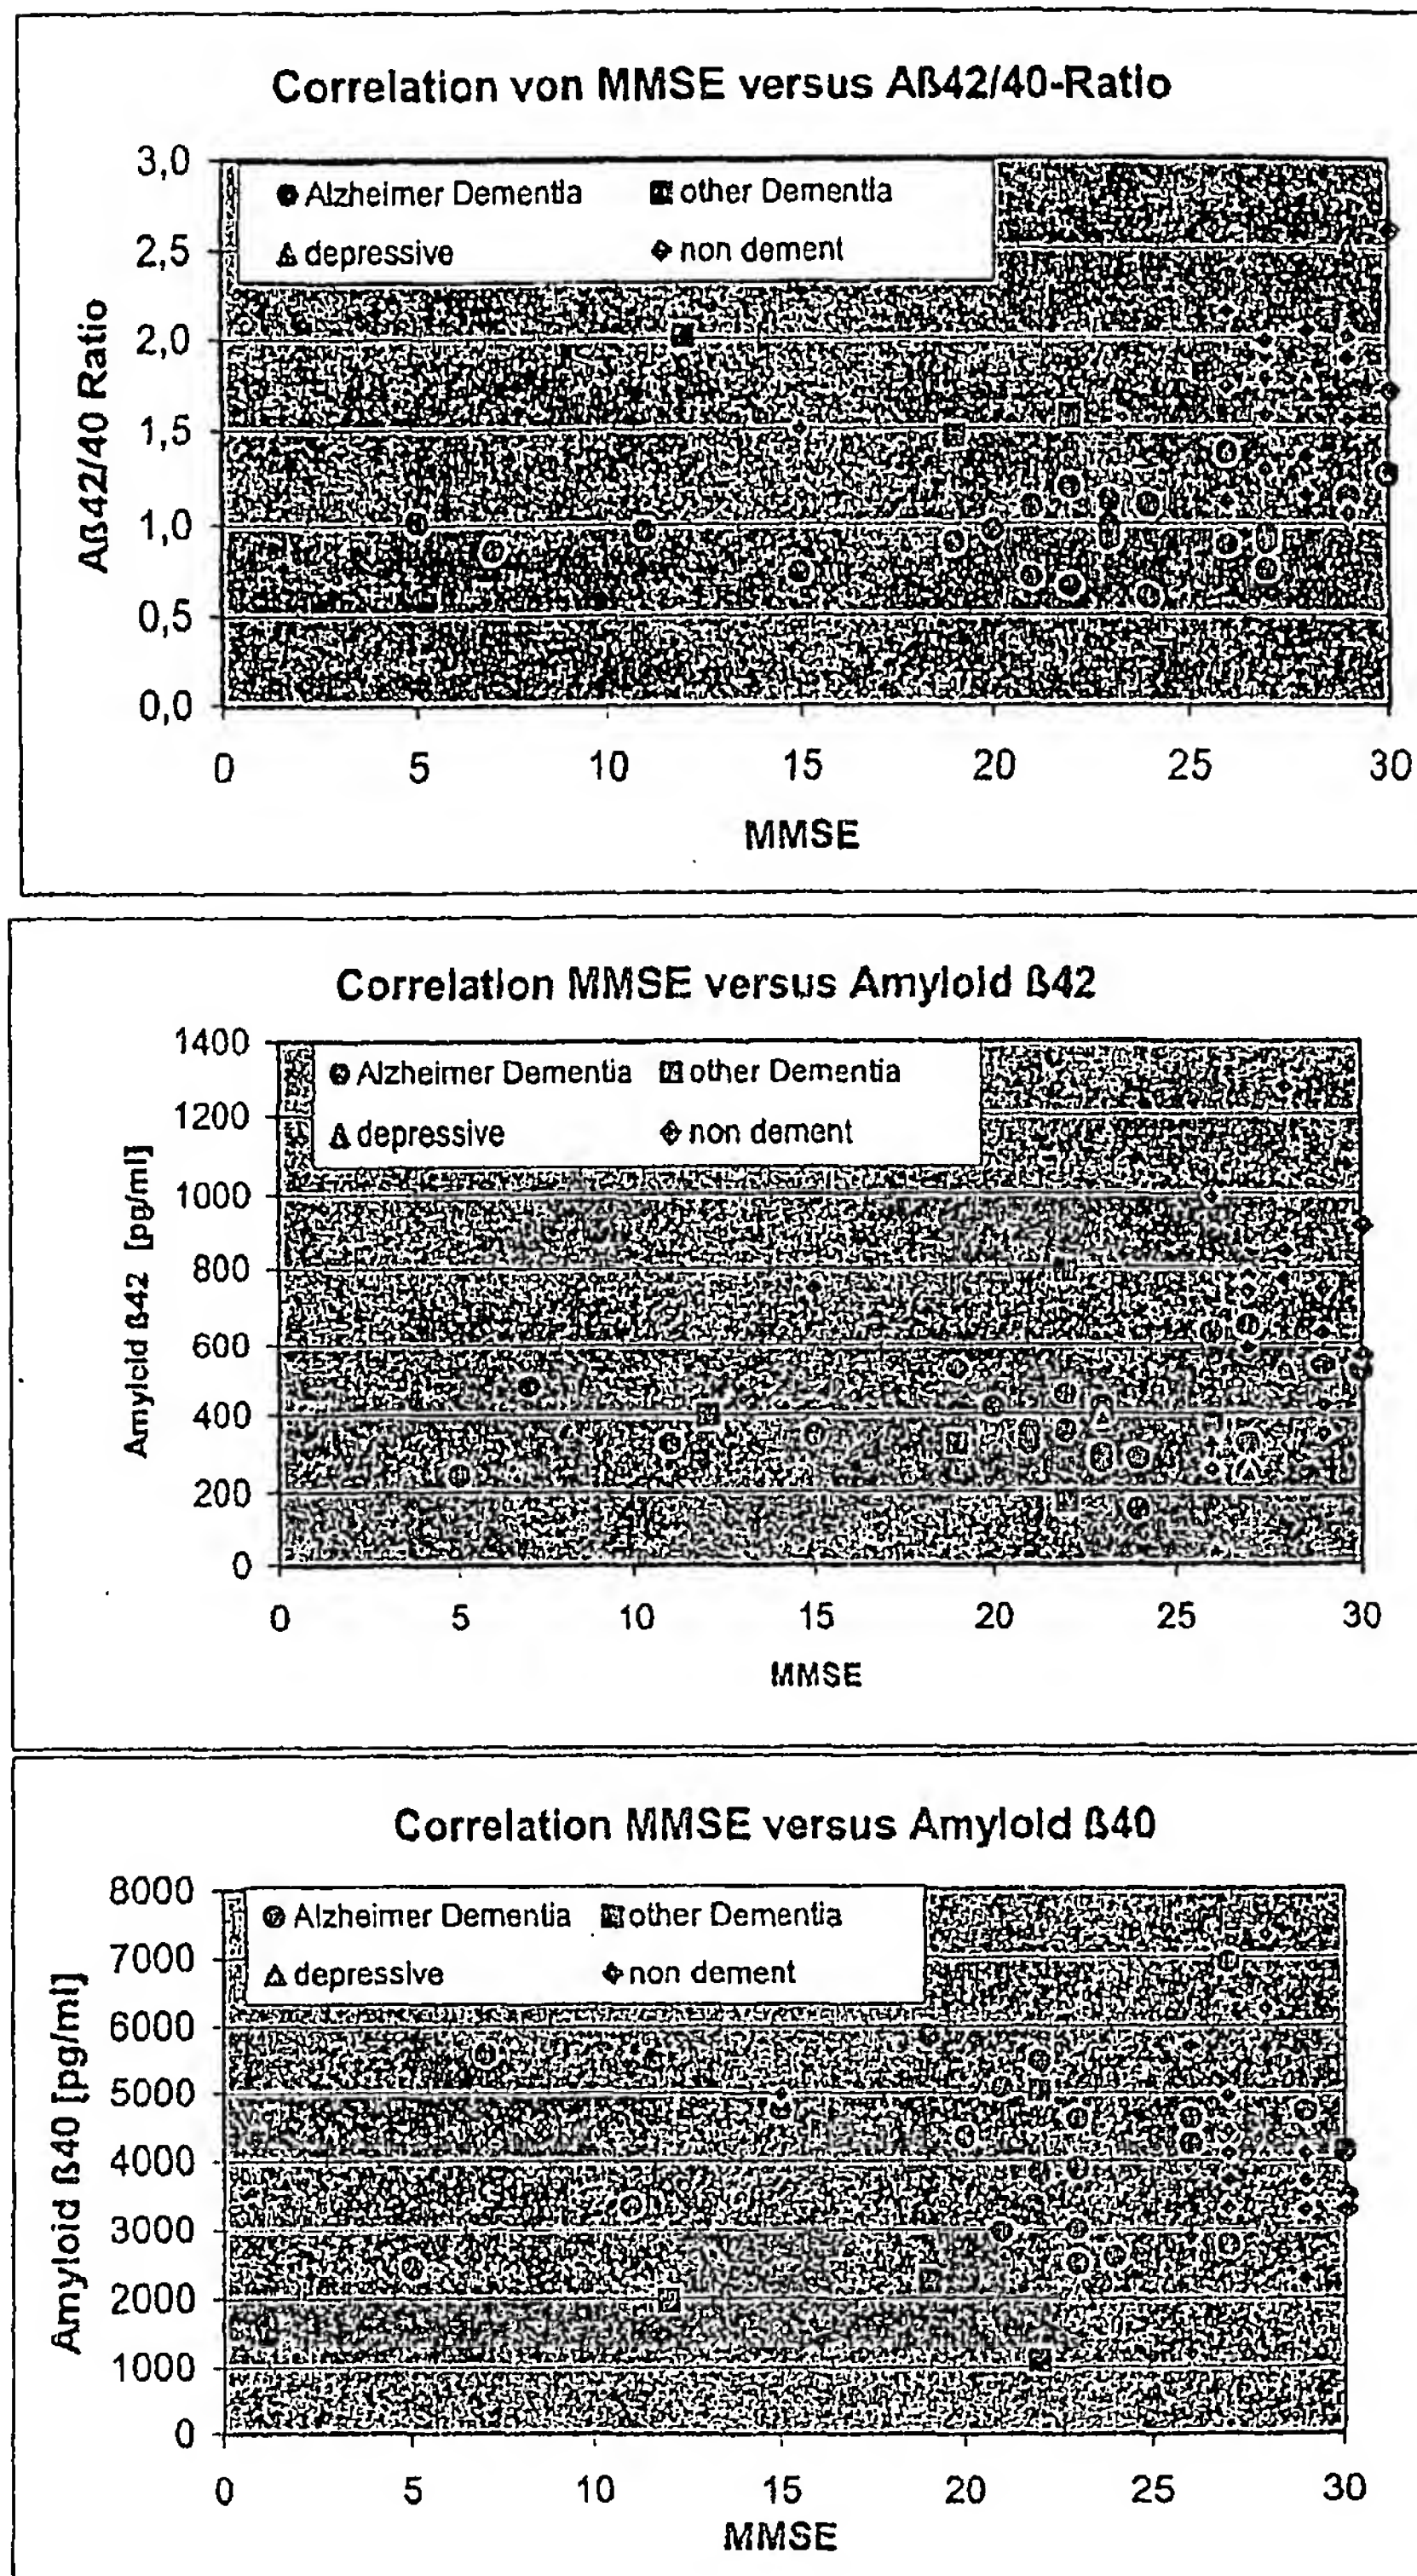 Correlation von MMSE versus Aß42/40-Ratio
3,0
Alzheimer Dementia other Dementia
depressive non dement
2,5
2,0
1,5
1,0
0,5
0,0
Aß42/40 Ratio
0 5 10 15 20 25 30
MMSE
Correlation MMSE versus Amyloid ß42
1400
Alzheimer Dementia other Dementia
depressive non dement
1200
1000
800
600
400
200
0
Amyloid ß42 [pg/ml]
0 5 10 15 20 25 30
MMSE
Correlation MMSE versus Amyloid ß40
8000
Alzheimer Dementia other Dementia
depressive non dement
7000
6000
5000
4000
3000
2000
1000
0
Amyloid ß40 [pg/ml]
0 5 10 15 20 25 30
MMSE